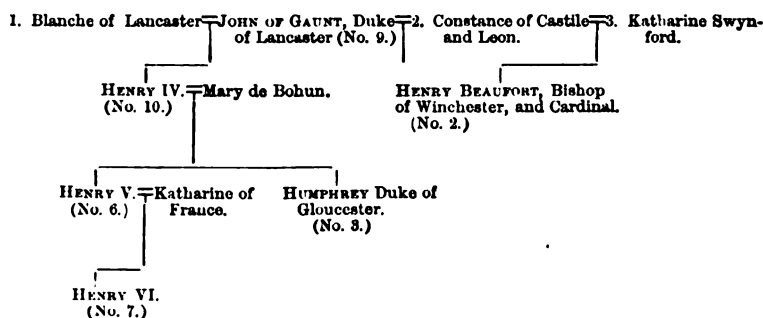 1. Blanche of Lancaster John of Gaunt, Duke 2. Constance of Castile 3. Katharine Swyn-
of Lancaster (No. 9.) and Leon. ford.
Henry IV. Mary de Bohun. Henry Beaufort, Bishop
(No. 10.) of Winchester, and Cardinal.
(No. 2.)
Henry V. Katharine of Humphrey Duke of
(No. 6.) France. Gloucester.
(No. 3.)
Henry VI.
(No. 7.)